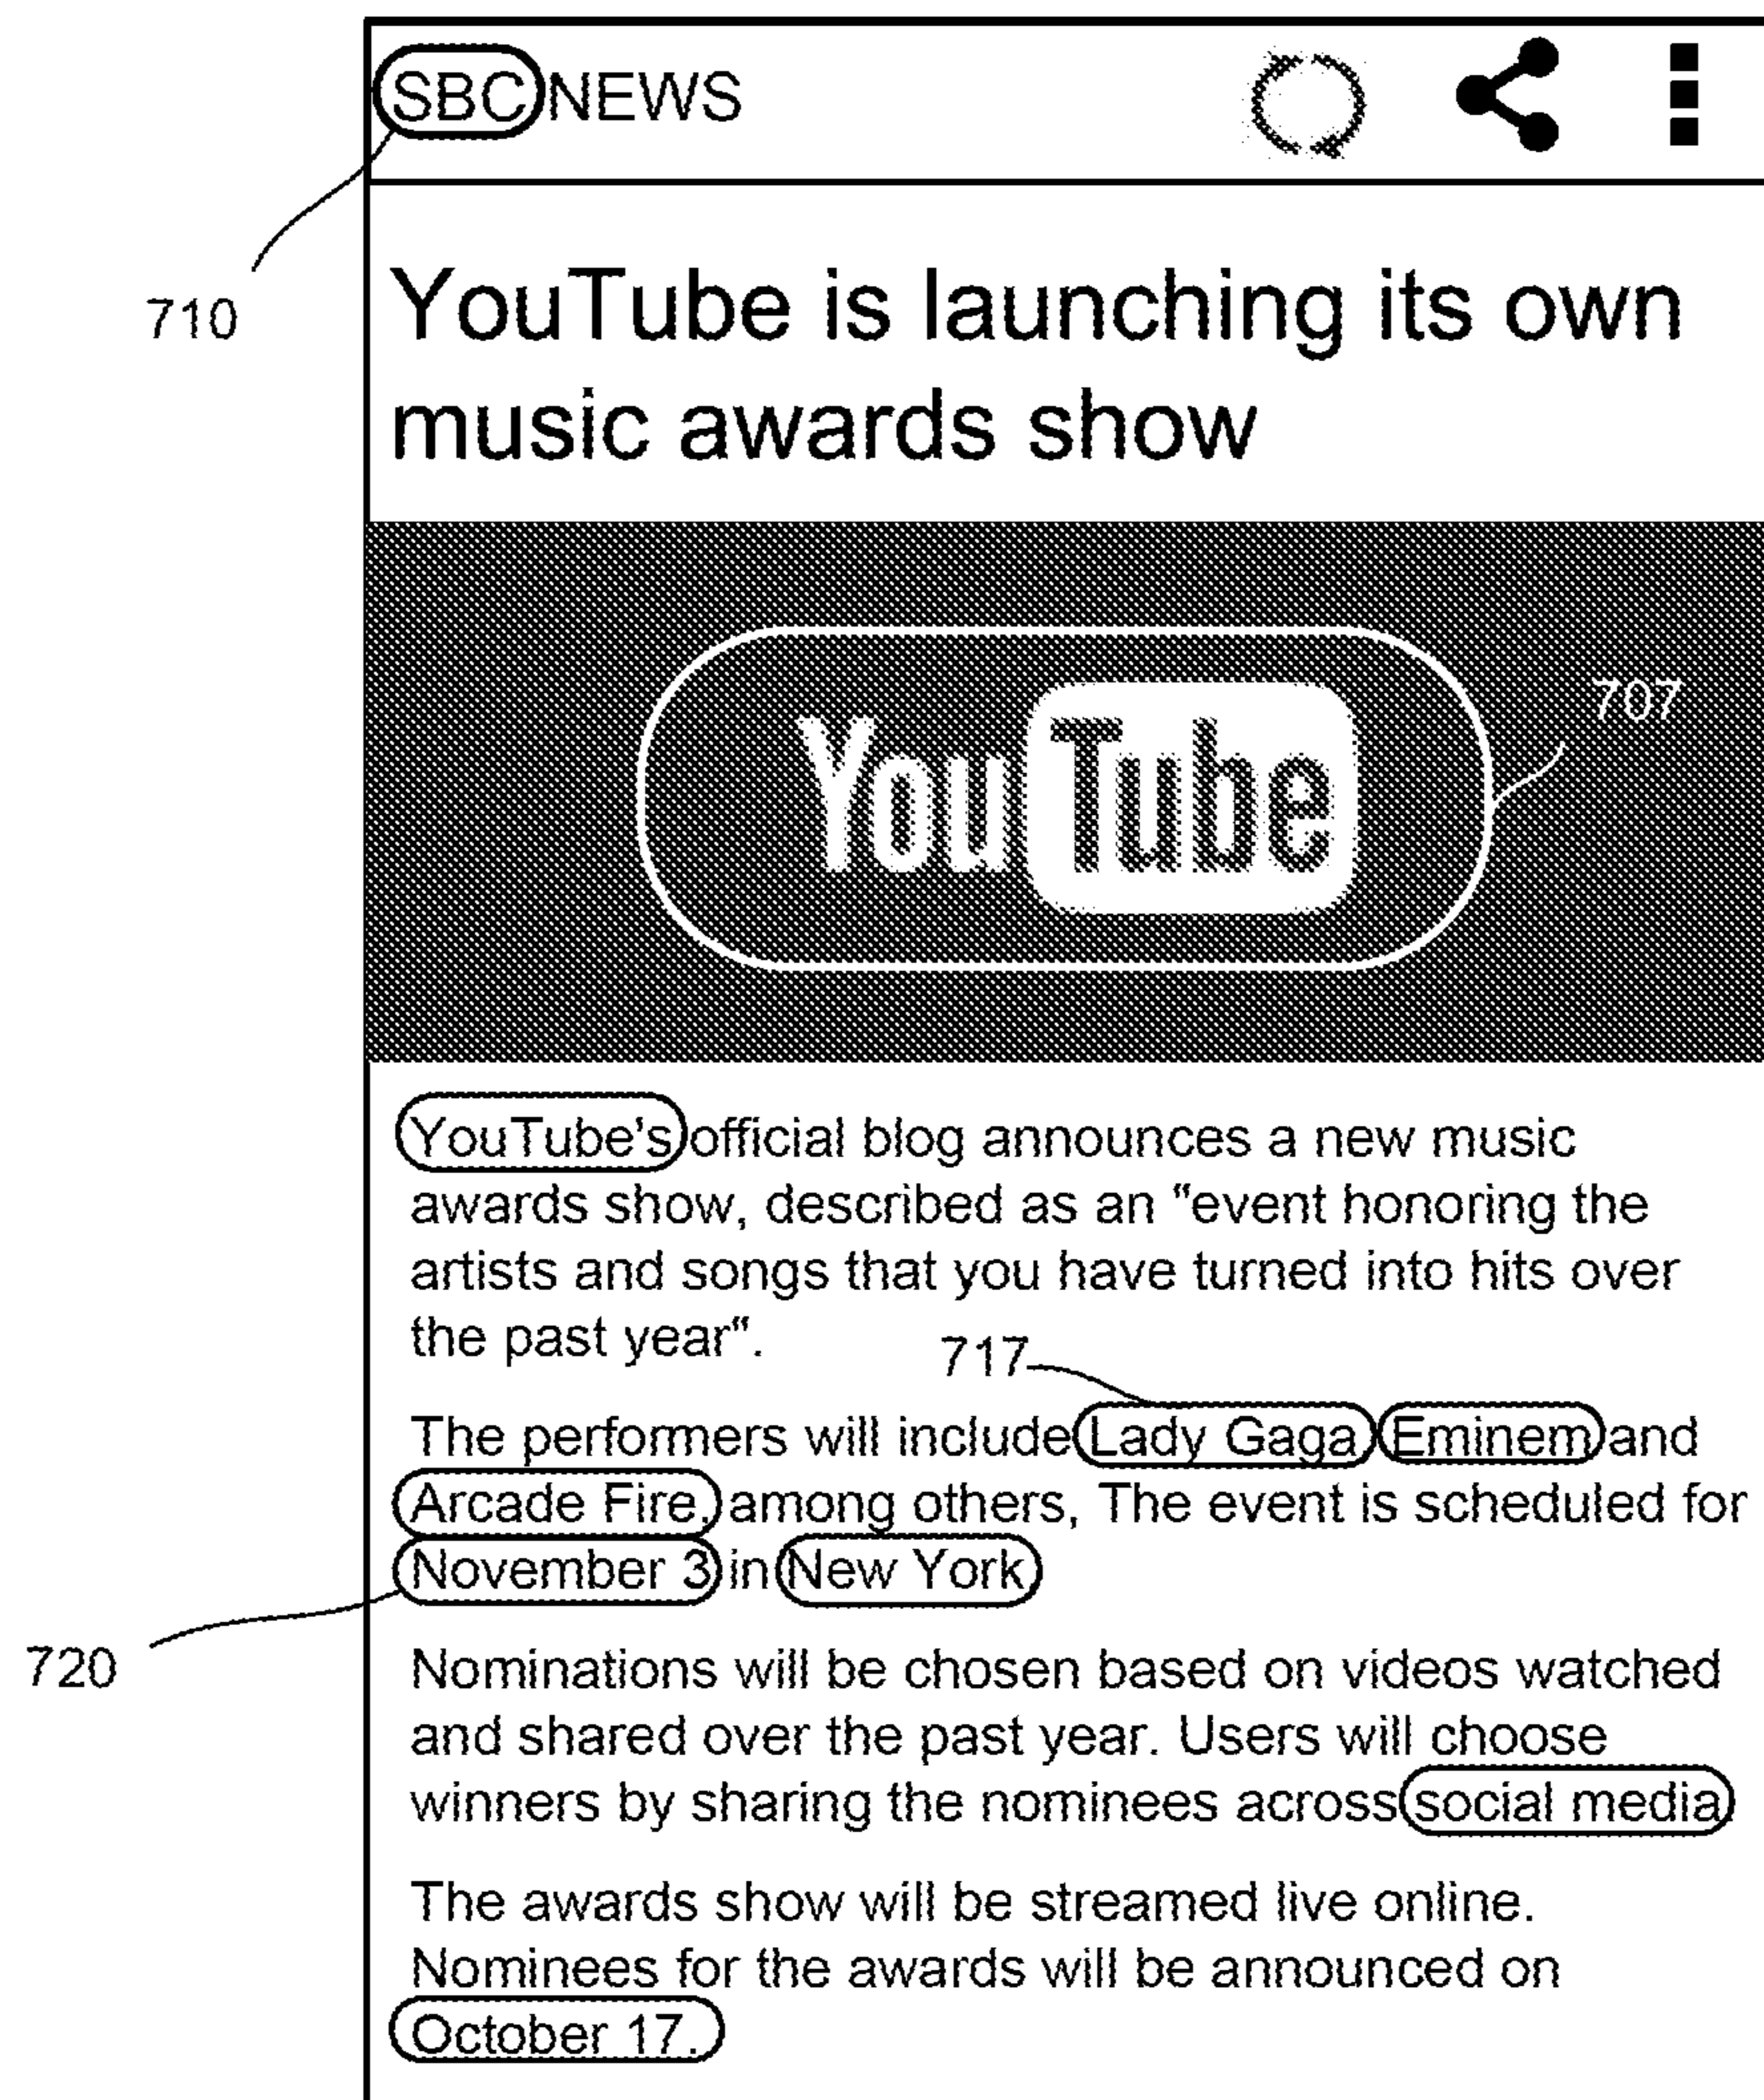 SBC NEWS
710
YouTube is launching its own
music awards show
707
YouTube
YouTube's official blog announces a new music
awards show, described as an “event honoring the
artists and songs that you have turned into hits over
the past year“.
717
The performers will include Lady Gaga Eminem and
Arcade Fire, among others, The event is scheduled for
November 3 in New York
720
Nominations will be chosen based on videos watched
and shared over the past year. Users will choose
winners by sharing the nominees across social media
The awards show will be streamed live online.
Nominees for the awards will be announced on
October 17.